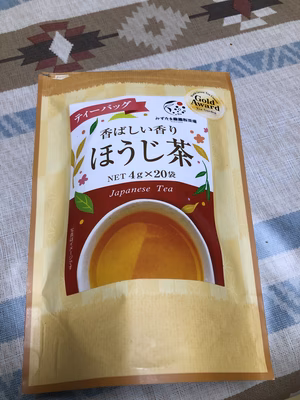 ティーバッグ
Gold
Award
香ばしい香り
ほうじ茶
NET 4g×20袋
Japanese Tea